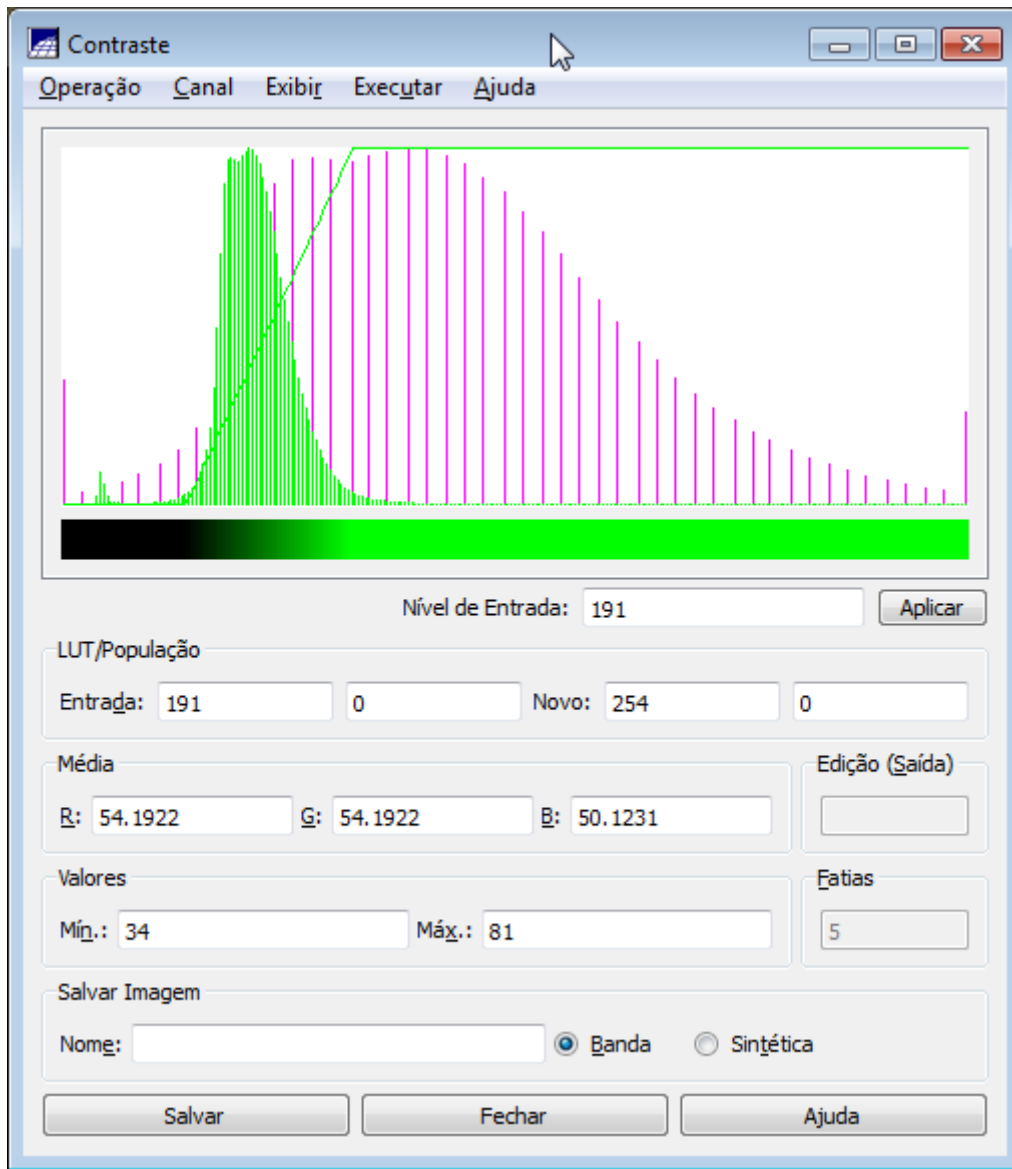 Contraste
Operação Canal Exibir Executar Ajuda
Nível de Entrada: 191 Aplicar
LUT/População
Entrada: 191 0 Novo: 254 0
Média Edição (Saída)
R: 54.1922 G: 54.1922 B: 50.1231
Valores Fatias
Mín.: 34 Máx.: 81 5
Salvar Imagem
Nome: Banda Sintética
Salvar Fechar Ajuda